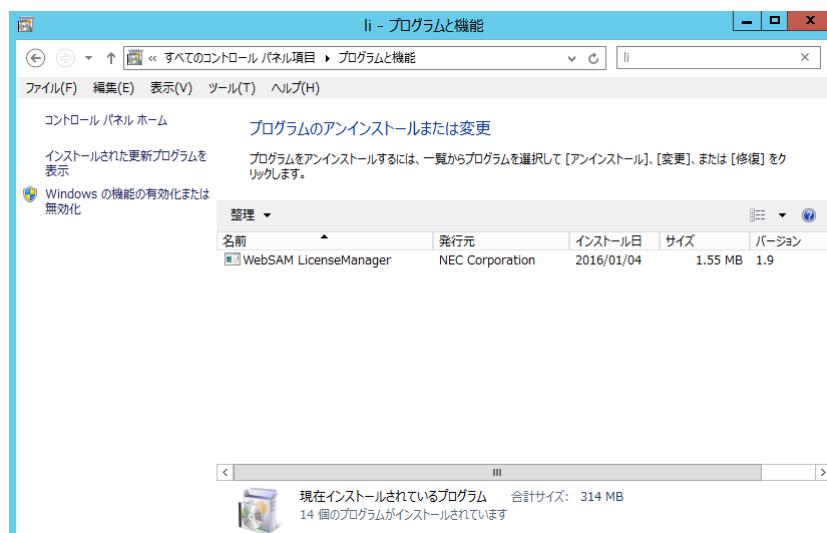 li - プログラムと機能
« すべてのコントロール パネル項目 ▸ プログラムと機能
li
ファイル(F) 編集(E) 表示(V) ツール(T) ヘルプ(H)
コントロール パネル ホーム
インストールされた更新プログラムを
表示
Windows の機能の有効化または
無効化
プログラムのアンインストールまたは変更
プログラムをアンインストールするには、一覧からプログラムを選択して [アンインストール]、[変更]、または [修復] をク
リックします。
整理
名前 発行元 インストール日 サイズ バージョン
WebSAM LicenseManager NEC Corporation 2016/01/04 1.55 MB 1.9
現在インストールされているプログラム 合計サイズ: 314 MB
14 個のプログラムがインストールされています